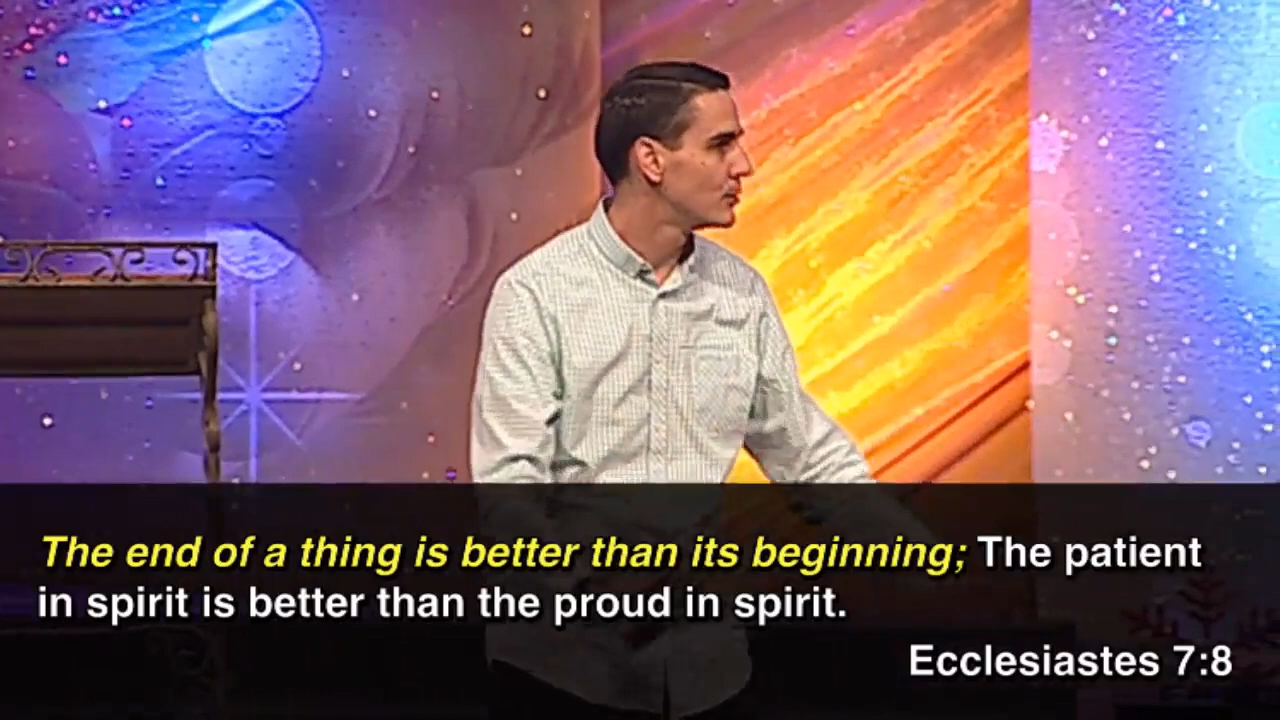 The end of a thing is better than its beginning; The patient
in spirit is better than the proud in spirit.
Ecclesiastes 7:8